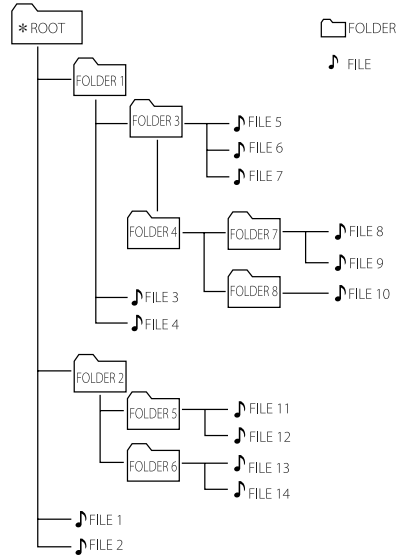 * ROOT
FOLDER
FILE
FOLDER 1
FOLDER 3
FILE 5
FILE 6
FILE 7
FOLDER 4
FOLDER 7
FILE 8
FILE 9
FOLDER 8
FILE 10
FILE 3
FILE 4
FOLDER 2
FOLDER 5
FILE 11
FILE 12
FOLDER 6
FILE 13
FILE 14
FILE 1
FILE 2